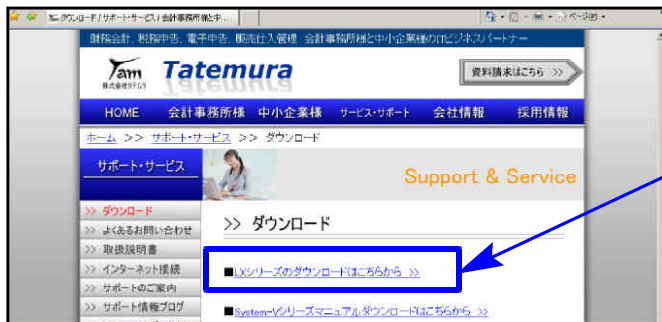 ダウンロード/サポート・サービス/会計事務所様と中...
ページ(P)
財務会計、税務申告、電子申告、販売仕入管理 会計事務所様と中小企業様のITビジネスパートナー
Tam
株式会社タテムラ
Tatemura
資料請求はこちら >>
HOME 会計事務所様 中小企業様 サービス・サポート 会社情報 採用情報
ホーム >> サポート・サービス >> ダウンロード
サポート・サービス
Support & Service
>> ダウンロード
>> よくあるお問い合わせ
>> 取扱説明書
>> インターネット接続
>> サポートのご案内
>> サポート情報ブログ
>> ダウンロード
■LXシリーズのダウンロードはこちらから >>
■System-Vシリーズマニュアルダウンロードはこちらから >>